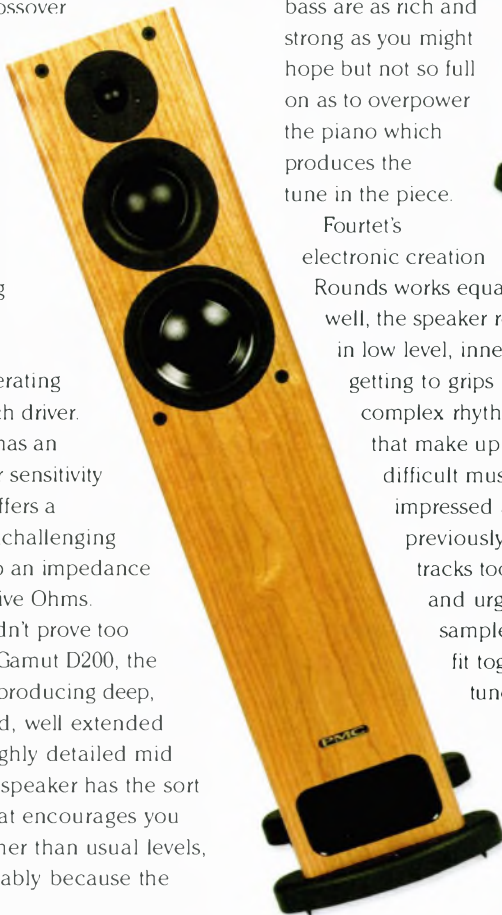 ossover
g
erating
ch driver.
has an
r sensitivity
ffers a
challenging
o an impedance
ive Ohms.
dn't prove too
Gamut D200, the
producing deep,
d, well extended
ghly detailed mid
speaker has the sort
at encourages you
her than usual levels,
ably because the
bass are as rich and
strong as you might
hope but not so full
on as to overpower
the piano which
produces the
tune in the piece.
Fourtet's
electronic creation
Rounds works equa
well, the speaker r
in low level, inne
getting to grips
complex rhyth
that make up
difficult mus
impressed
previously
tracks too
and urg
sample
fit tog
tune
PMC